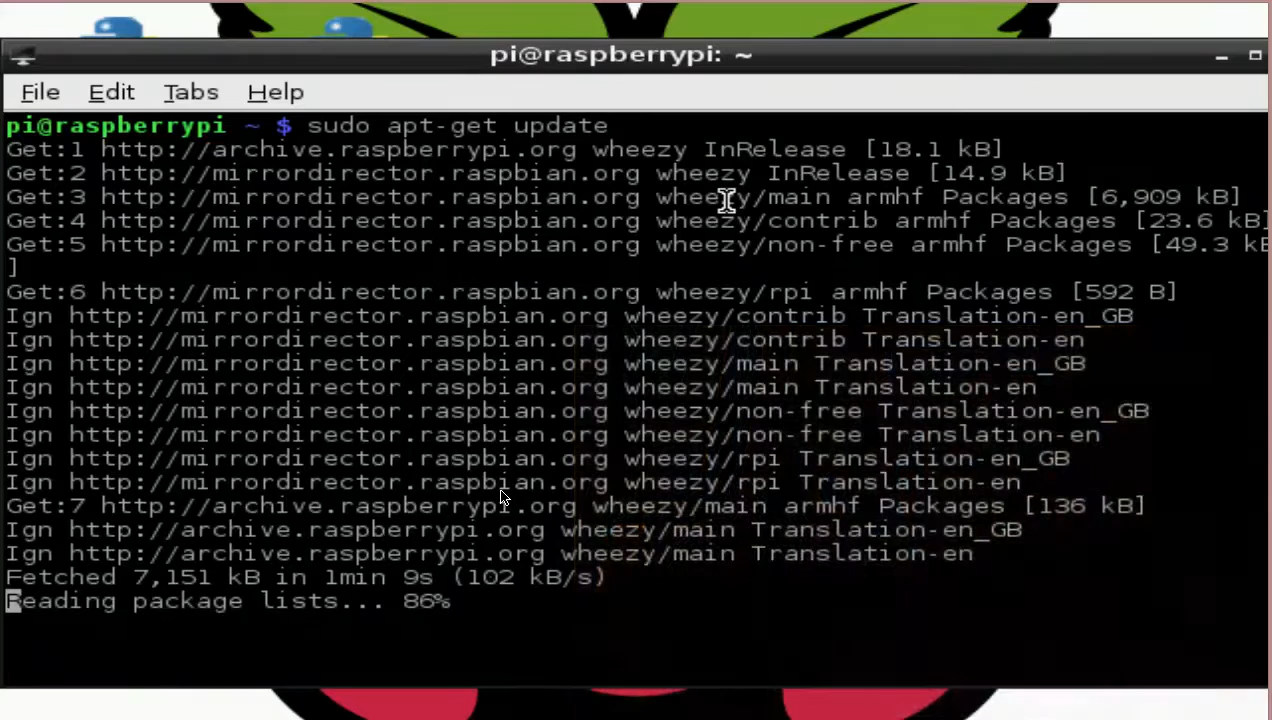 pi@raspberrypi: ~
File Edit Tabs Help
pi@raspberrypi ~ $ sudo apt-get update
Get:1 http://archive.raspberrypi.org wheezy InRelease [18.1 kB]
Get:2 http://mirrordirector.raspbian.org wheezy InRelease [14.9 kB]
Get:3 http://mirrordirector.raspbian.org wheezy/main armhf Packages [6,909 kB]
Get:4 http://mirrordirector.raspbian.org wheezy/contrib armhf Packages [23.6 kB]
Get:5 http://mirrordirector.raspbian.org wheezy/non-free armhf Packages [49.3 kB
]
Get:6 http://mirrordirector.raspbian.org wheezy/rpi armhf Packages [592 B]
Ign http://mirrordirector.raspbian.org wheezy/contrib Translation-en_GB
Ign http://mirrordirector.raspbian.org wheezy/contrib Translation-en
Ign http://mirrordirector.raspbian.org wheezy/main Translation-en_GB
Ign http://mirrordirector.raspbian.org wheezy/main Translation-en
Ign http://mirrordirector.raspbian.org wheezy/non-free Translation-en_GB
Ign http://mirrordirector.raspbian.org wheezy/non-free Translation-en
Ign http://mirrordirector.raspbian.org wheezy/rpi Translation-en_GB
Ign http://mirrordirector.raspbian.org wheezy/rpi Translation-en
Get:7 http://archive.raspberrypi.org wheezy/main armhf Packages [136 kB]
Ign http://archive.raspberrypi.org wheezy/main Translation-en_GB
Ign http://archive.raspberrypi.org wheezy/main Translation-en
Fetched 7,151 kB in 1min 9s (102 kB/s)
Reading package lists... 86%